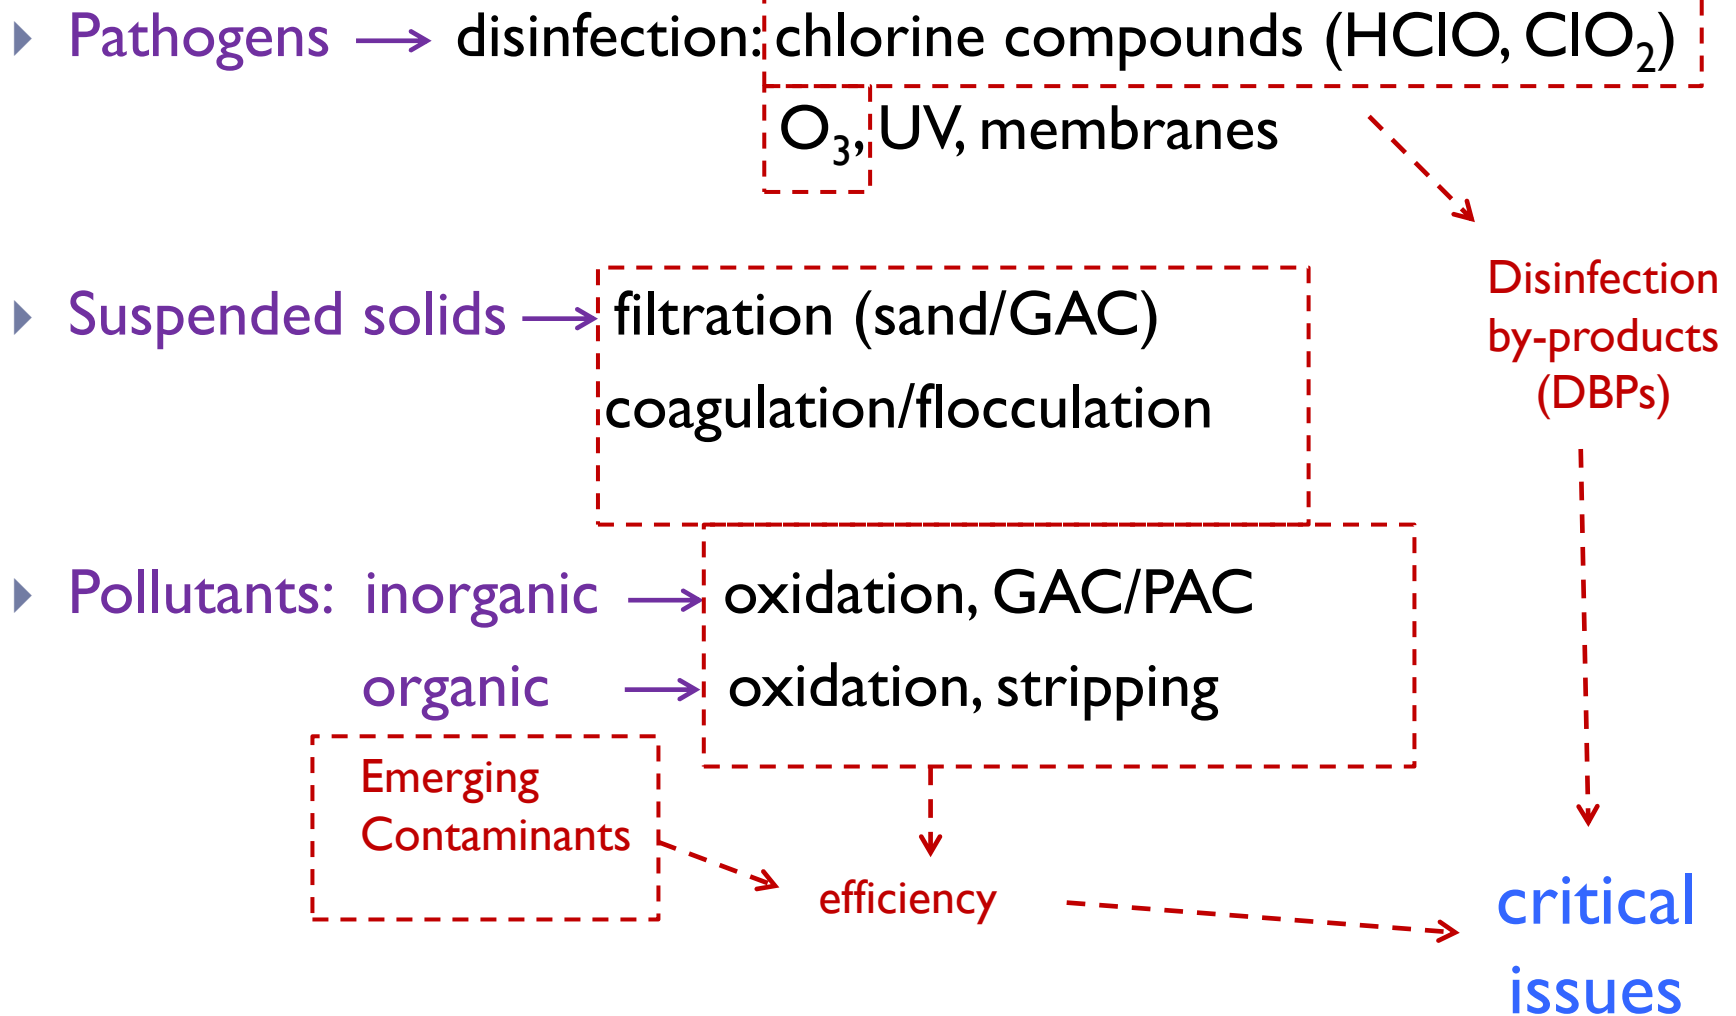 Pathogens → disinfection: chlorine compounds (HClO, ClO₂)
O₃, UV, membranes
Suspended solids → filtration (sand/GAC)
coagulation/flocculation
Disinfection
by-products
(DBPs)
Pollutants: inorganic → oxidation, GAC/PAC
organic → oxidation, stripping
Emerging
Contaminants
efficiency
critical
issues